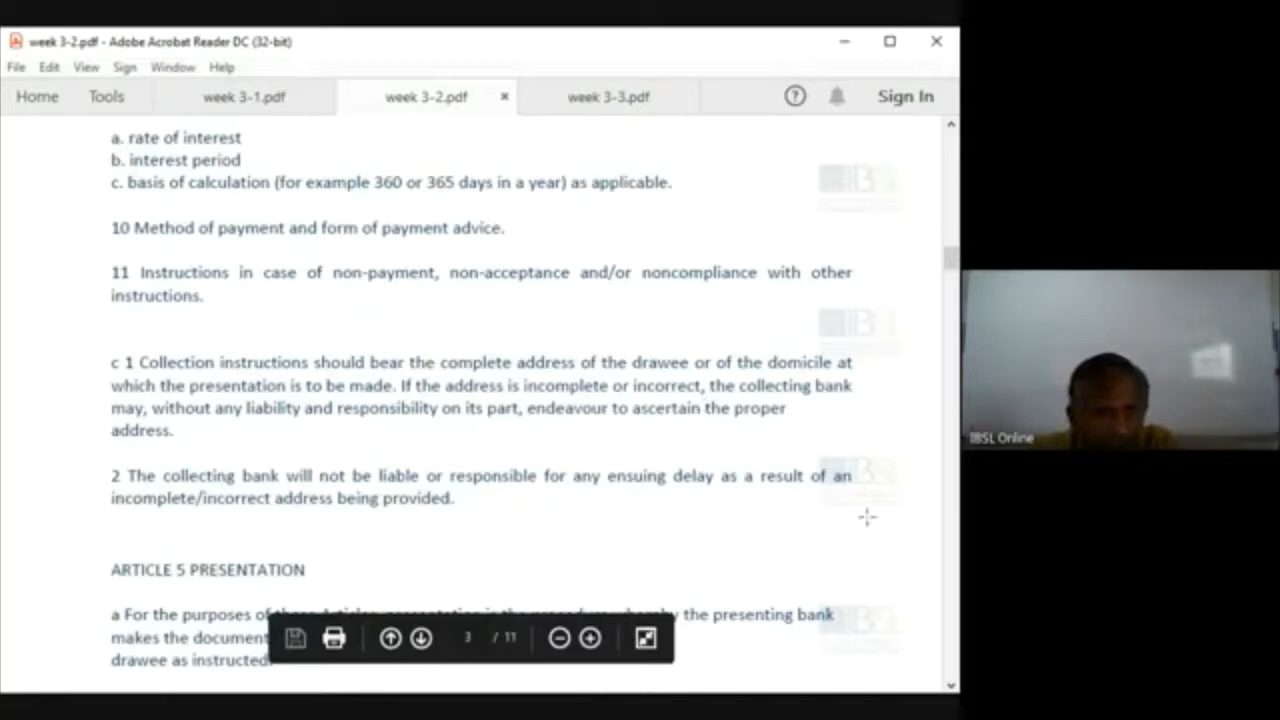 week 3-2.pdf - Adobe Acrobat Reader DC (32-bit)
File Edit View Sign Window Help
Home Tools week 3-1.pdf week 3-2.pdf × week 3-3.pdf ? Sign In
a. rate of interest
b. interest period
c. basis of calculation (for example 360 or 365 days in a year) as applicable.
10 Method of payment and form of payment advice.
11 Instructions in case of non-payment, non-acceptance and/or noncompliance with other
instructions.
c 1 Collection instructions should bear the complete address of the drawee or of the domicile at
which the presentation is to be made. If the address is incomplete or incorrect, the collecting bank
may, without any liability and responsibility on its part, endeavour to ascertain the proper
address.
2 The collecting bank will not be liable or responsible for any ensuing delay as a result of an
incomplete/incorrect address being provided.
ARTICLE 5 PRESENTATION
a For the purposes of the presenting bank
makes the document
drawee as instructed.
3 / 11
IBSL Online